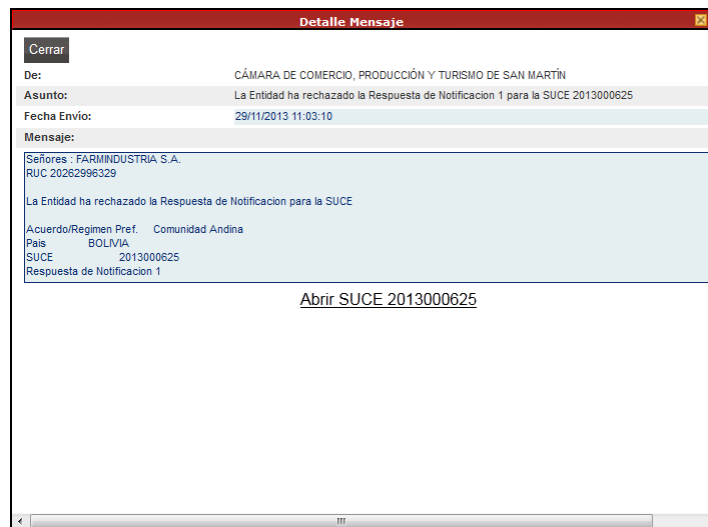 Detalle Mensaje
Cerrar
De: CÁMARA DE COMERCIO, PRODUCCIÓN Y TURISMO DE SAN MARTÍN
Asunto: La Entidad ha rechazado la Respuesta de Notificacion 1 para la SUCE 2013000625
Fecha Envío: 29/11/2013 11:03:10
Mensaje:
Señores : FARMINDUSTRIA S.A.
RUC 20262996329
La Entidad ha rechazado la Respuesta de Notificacion para la SUCE
Acuerdo/Regimen Pref. Comunidad Andina
Pais BOLIVIA
SUCE 2013000625
Respuesta de Notificacion 1
Abrir SUCE 2013000625